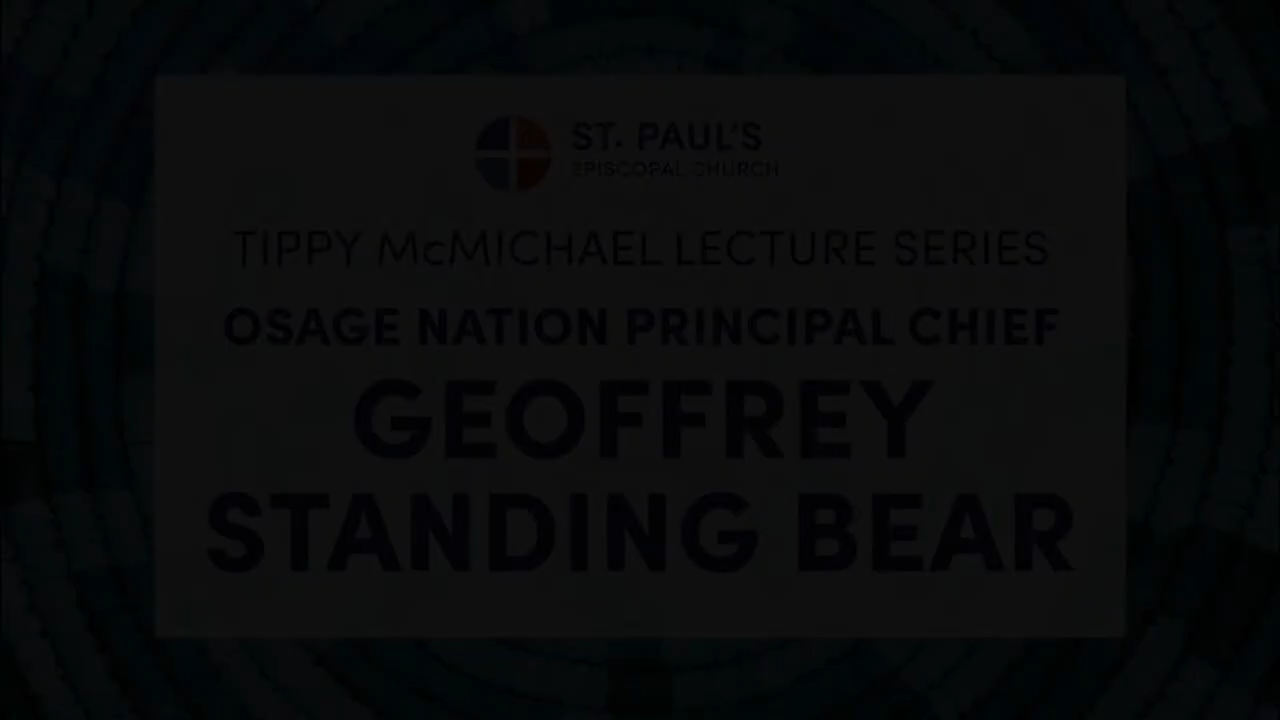 ST. PAUL'S
EPISCOPAL CHURCH
TIPPY McMICHAEL LECTURE SERIES
OSAGE NATION PRINCIPAL CHIEF
GEOFFREY
STANDING BEAR